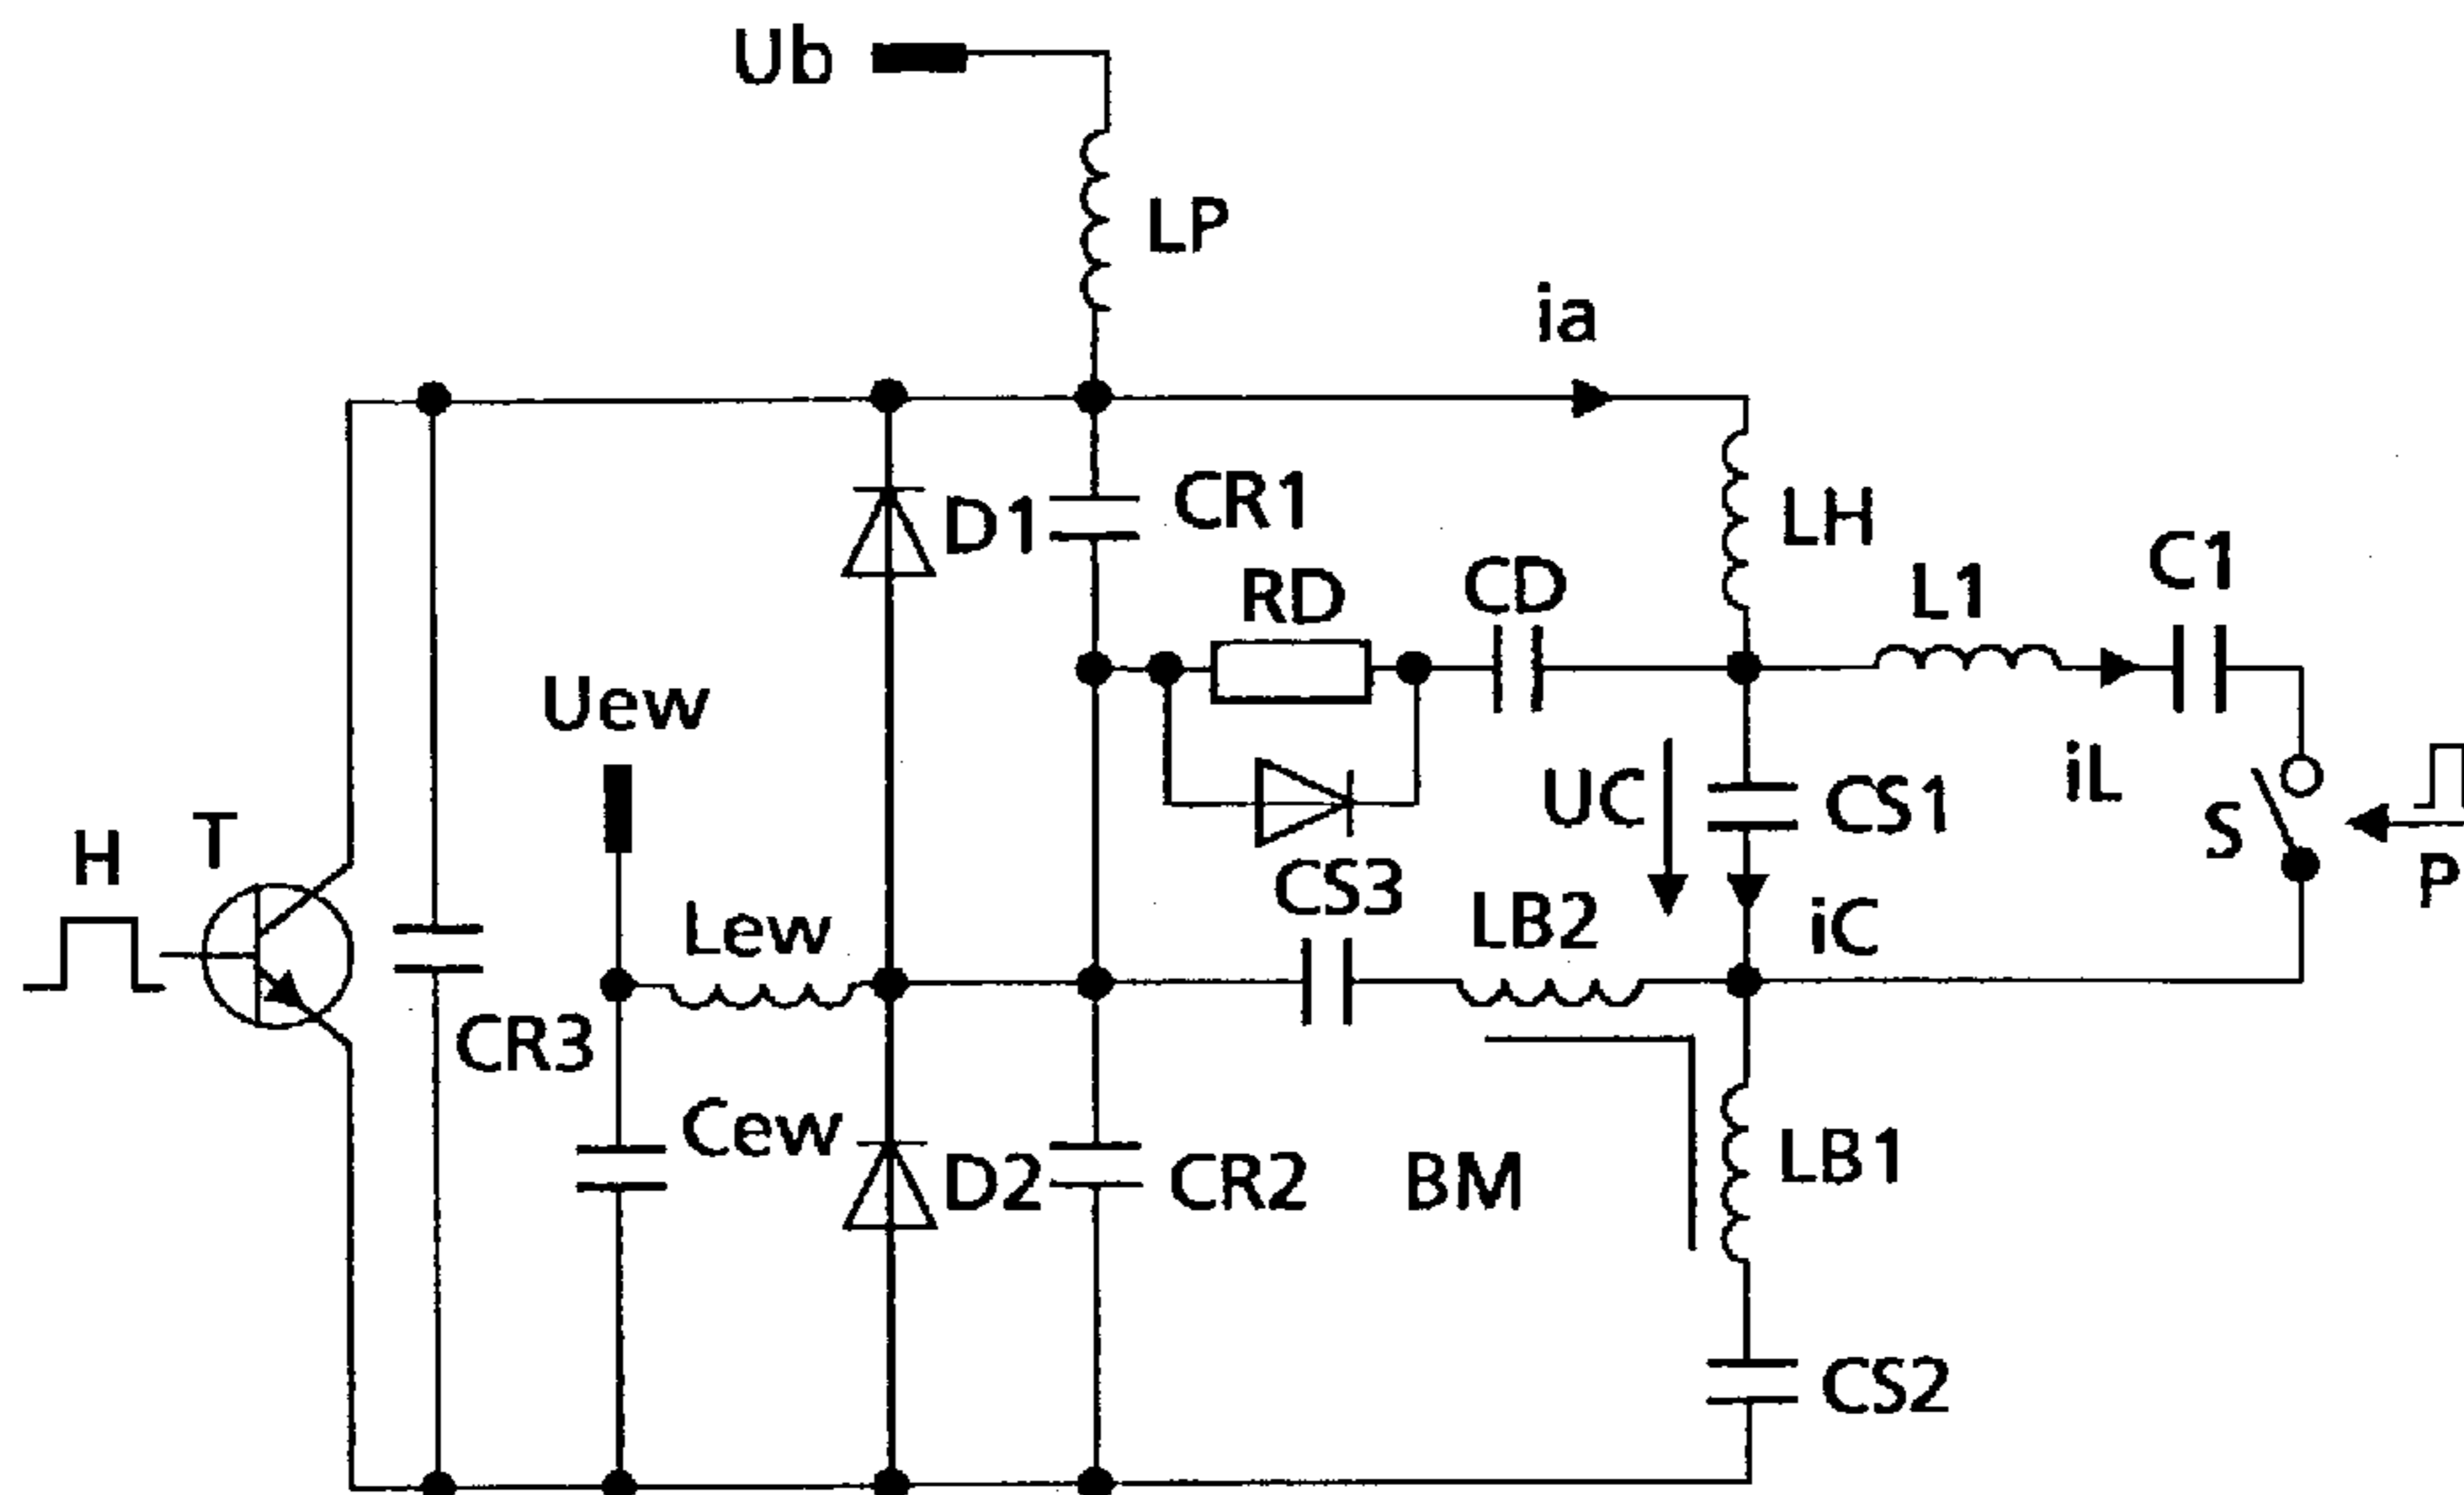 Ub
LP
ia
D1
CR1
LH
C1
RD
CD
L1
Uew
UC
CS1
iL
S
H
T
P
CS3
LB2
Lew
iC
CR3
Cew
D2
CR2
BM
LB1
CS2